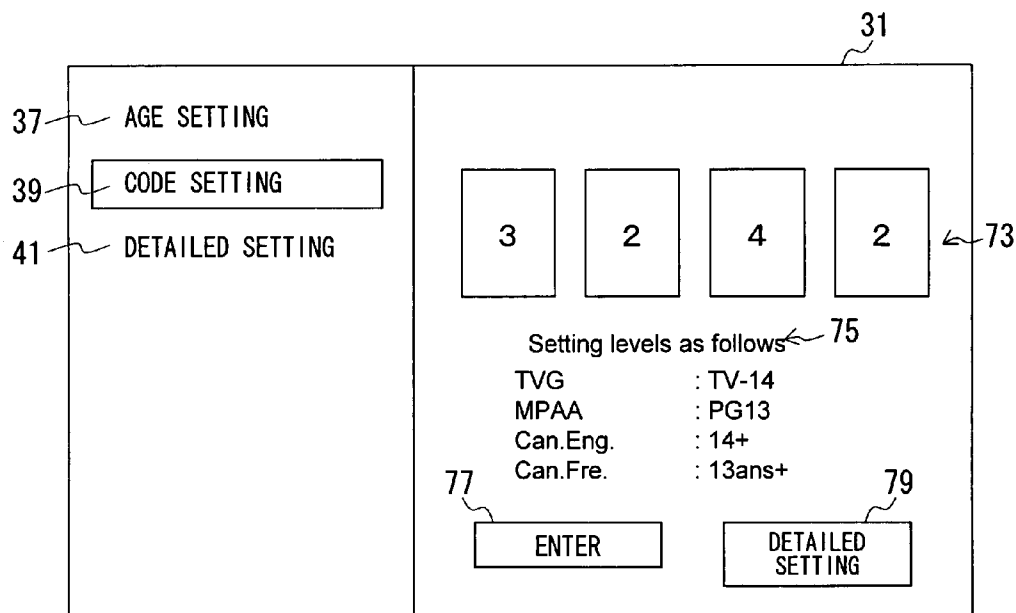 31
37 AGE SETTING
39 CODE SETTING
41 DETAILED SETTING
3 2 4 2 73
Setting levels as follows 75
TVG : TV-14
MPAA : PG13
Can.Eng. : 14+
Can.Fre. : 13ans+
77 79
ENTER
DETAILED
SETTING